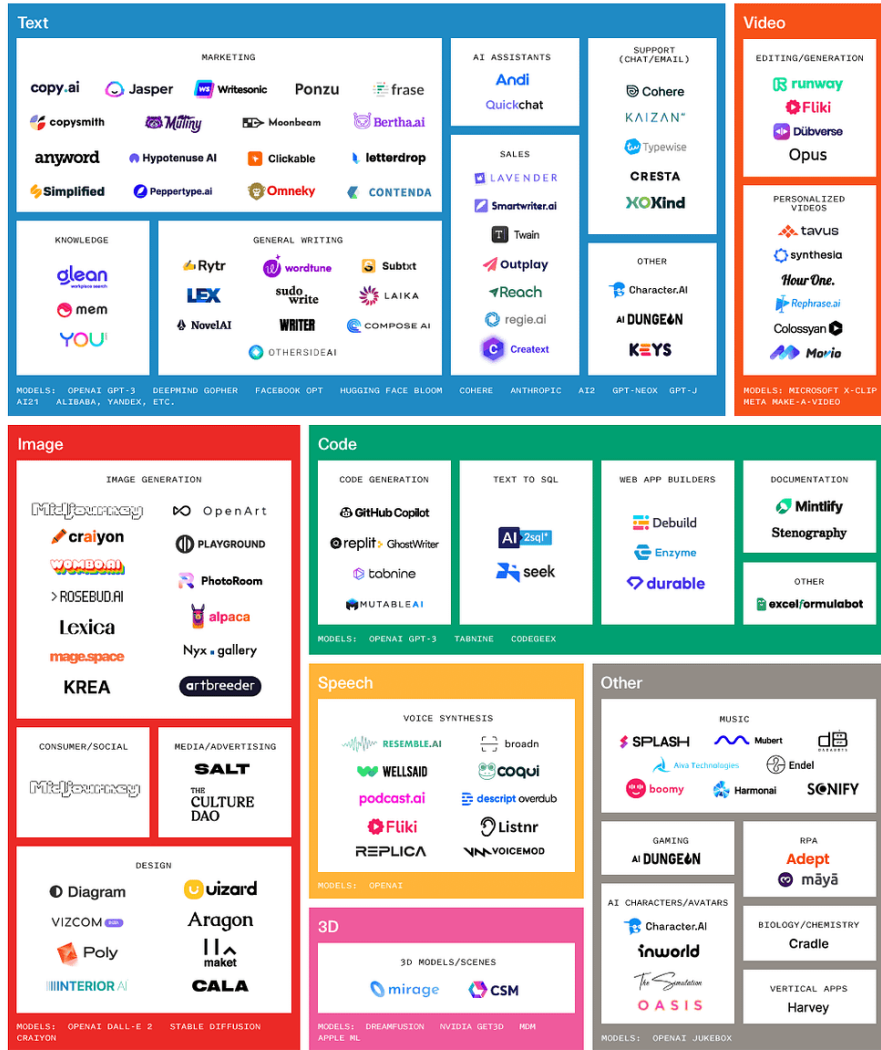 Text
MARKETING
copy.ai Jasper Writesonic Ponzu frase
copysmith Mutiny Moonbeam Bertha.ai
anyword Hypotenuse AI Clickable letterdrop
Simplified Peppertype.ai Omneky CONTENDA
KNOWLEDGE
glean
workplace search
mem
YOU
GENERAL WRITING
Rytr wordtune Subtxt
LEX sudowrite LAIKA
NovelAI WRITER COMPOSE AI
OTHERSIDEAI
AI ASSISTANTS
Andi
Quickchat
SALES
LAVENDER
Smartwriter.ai
Twain
Outplay
Reach
regie.ai
Creatext
SUPPORT
(CHAT/EMAIL)
Cohere
KAIZAN
Typewise
CRESTA
XOKind
OTHER
Character.AI
AI DUNGEON
KEYS
MODELS: OPENAI GPT-3 DEEPMIND GOPHER FACEBOOK OPT HUGGING FACE BLOOM COHERE ANTHROPIC AI2 GPT-NEOX GPT-J
AI21 ALIBABA, YANDEX, ETC.
Video
EDITING/GENERATION
runway
Fliki
Dübverse
Opus
PERSONALIZED
VIDEOS
tavus
synthesia
Hour One.
Rephrase.ai
Colossyan
Movio
MODELS: MICROSOFT X-CLIP
META MAKE-A-VIDEO
Image
IMAGE GENERATION
Midjourney OpenArt
craiyon PLAYGROUND
WOMBO.AI PhotoRoom
ROSEBUD.AI alpaca
Lexica Nyx.gallery
mage.space artbreeder
KREA
CONSUMER/SOCIAL
Midjourney
MEDIA/ADVERTISING
SALT
THE
CULTURE
DAO
DESIGN
Diagram uizard
VIZCOM Aragon
Poly maket
INTERIOR AI CALA
MODELS: OPENAI DALL-E 2 STABLE DIFFUSION
CRAIYON
Code
CODE GENERATION
GitHub Copilot
replit GhostWriter
tabnine
MUTABLEAI
TEXT TO SQL
AI 2sql
seek
WEB APP BUILDERS
Debuild
Enzyme
durable
DOCUMENTATION
Mintlify
Stenography
OTHER
excelformulabot
MODELS: OPENAI GPT-3 TABNINE CODEGEEX
Speech
VOICE SYNTHESIS
RESEMBLE.AI broadn
WELLSAID coqui
podcast.ai descript overdub
Fliki Listnr
REPLICA VOICEMOD
MODELS: OPENAI
3D
3D MODELS/SCENES
mirage CSM
MODELS: DREAMFUSION NVIDIA GET3D MDM
APPLE ML
Other
MUSIC
SPLASH Mubert dB
Aiva Technologies Endel
boomy Harmonai SONIFY
GAMING
AI DUNGEON
RPA
Adept
māyā
AI CHARACTERS/AVATARS
Character.AI
inworld
The Simulation
OASIS
BIOLOGY/CHEMISTRY
Cradle
VERTICAL APPS
Harvey
MODELS: OPENAI JUKEBOX